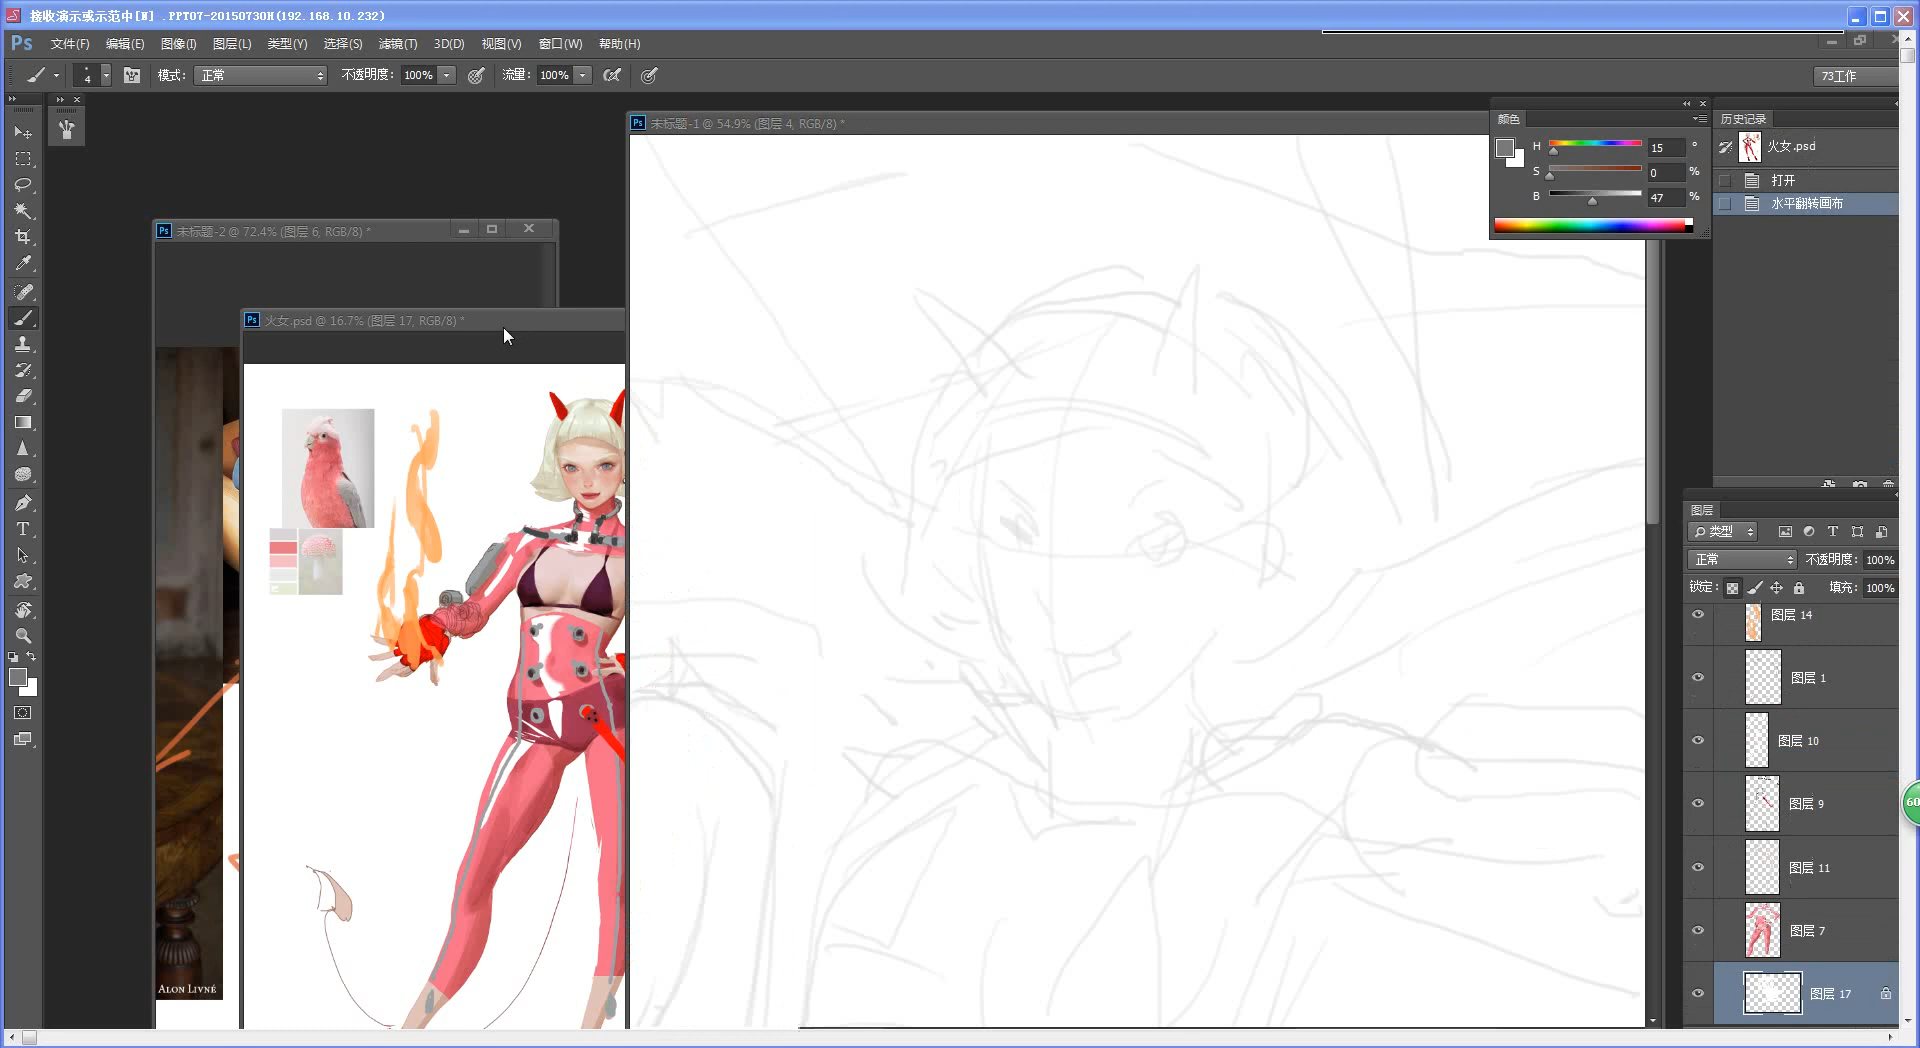 接收演示或示范中[N] .PPT07-20150730H(192.168.10.232)
Ps 文件(F) 编辑(E) 图像(I) 图层(L) 类型(Y) 选择(S) 滤镜(T) 3D(D) 视图(V) 窗口(W) 帮助(H)
4 模式: 正常 不透明度: 100% 流量: 100% 73工作
Ps 未标题-1 @ 54.9% (图层 4, RGB/8) *
颜色
H 15 °
S 0 %
B 47 %
历史记录
火女.psd
打开
水平翻转画布
Ps 未标题-2 @ 72.4% (图层 6, RGB/8) *
Ps 火女.psd @ 16.7% (图层 17, RGB/8) *
ALON LIVNÉ
图层
类型
正常 不透明度: 100%
锁定: 填充: 100%
图层 14
图层 1
图层 10
图层 9
图层 11
图层 7
图层 17
60